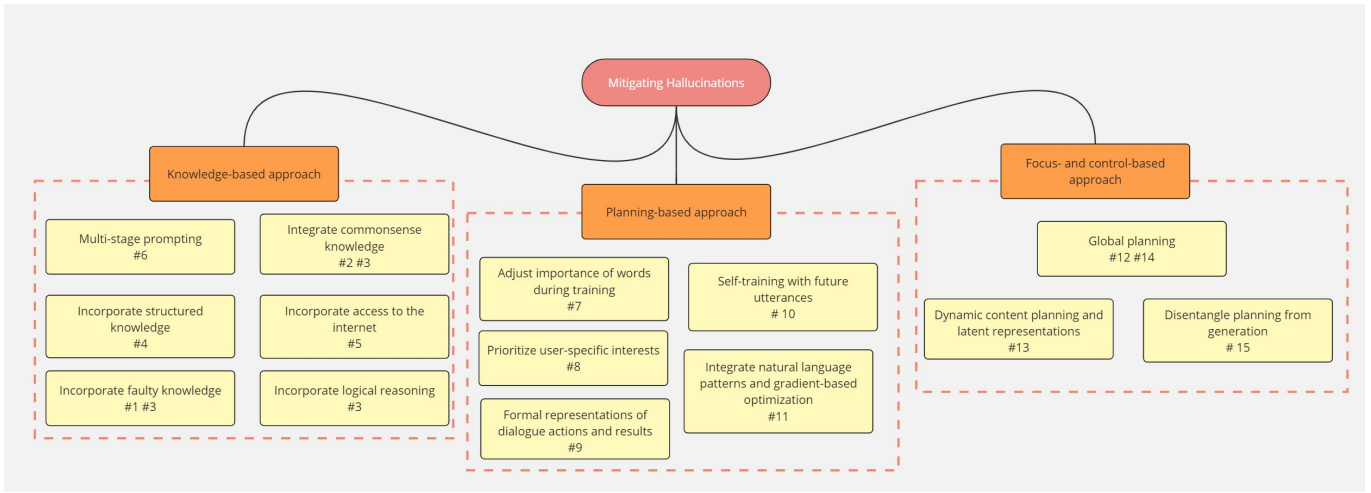 Mitigating Hallucinations
Knowledge-based approach
Multi-stage prompting
#6
Integrate commonsense
knowledge
#2 #3
Incorporate structured
knowledge
#4
Incorporate access to the
internet
#5
Incorporate faulty knowledge
#1 #3
Incorporate logical reasoning
#3
Planning-based approach
Adjust importance of words
during training
#7
Self-training with future
utterances
# 10
Prioritize user-specific interests
#8
Integrate natural language
patterns and gradient-based
optimization
#11
Formal representations of
dialogue actions and results
#9
Focus- and control-based
approach
Global planning
#12 #14
Dynamic content planning and
latent representations
#13
Disentangle planning from
generation
# 15